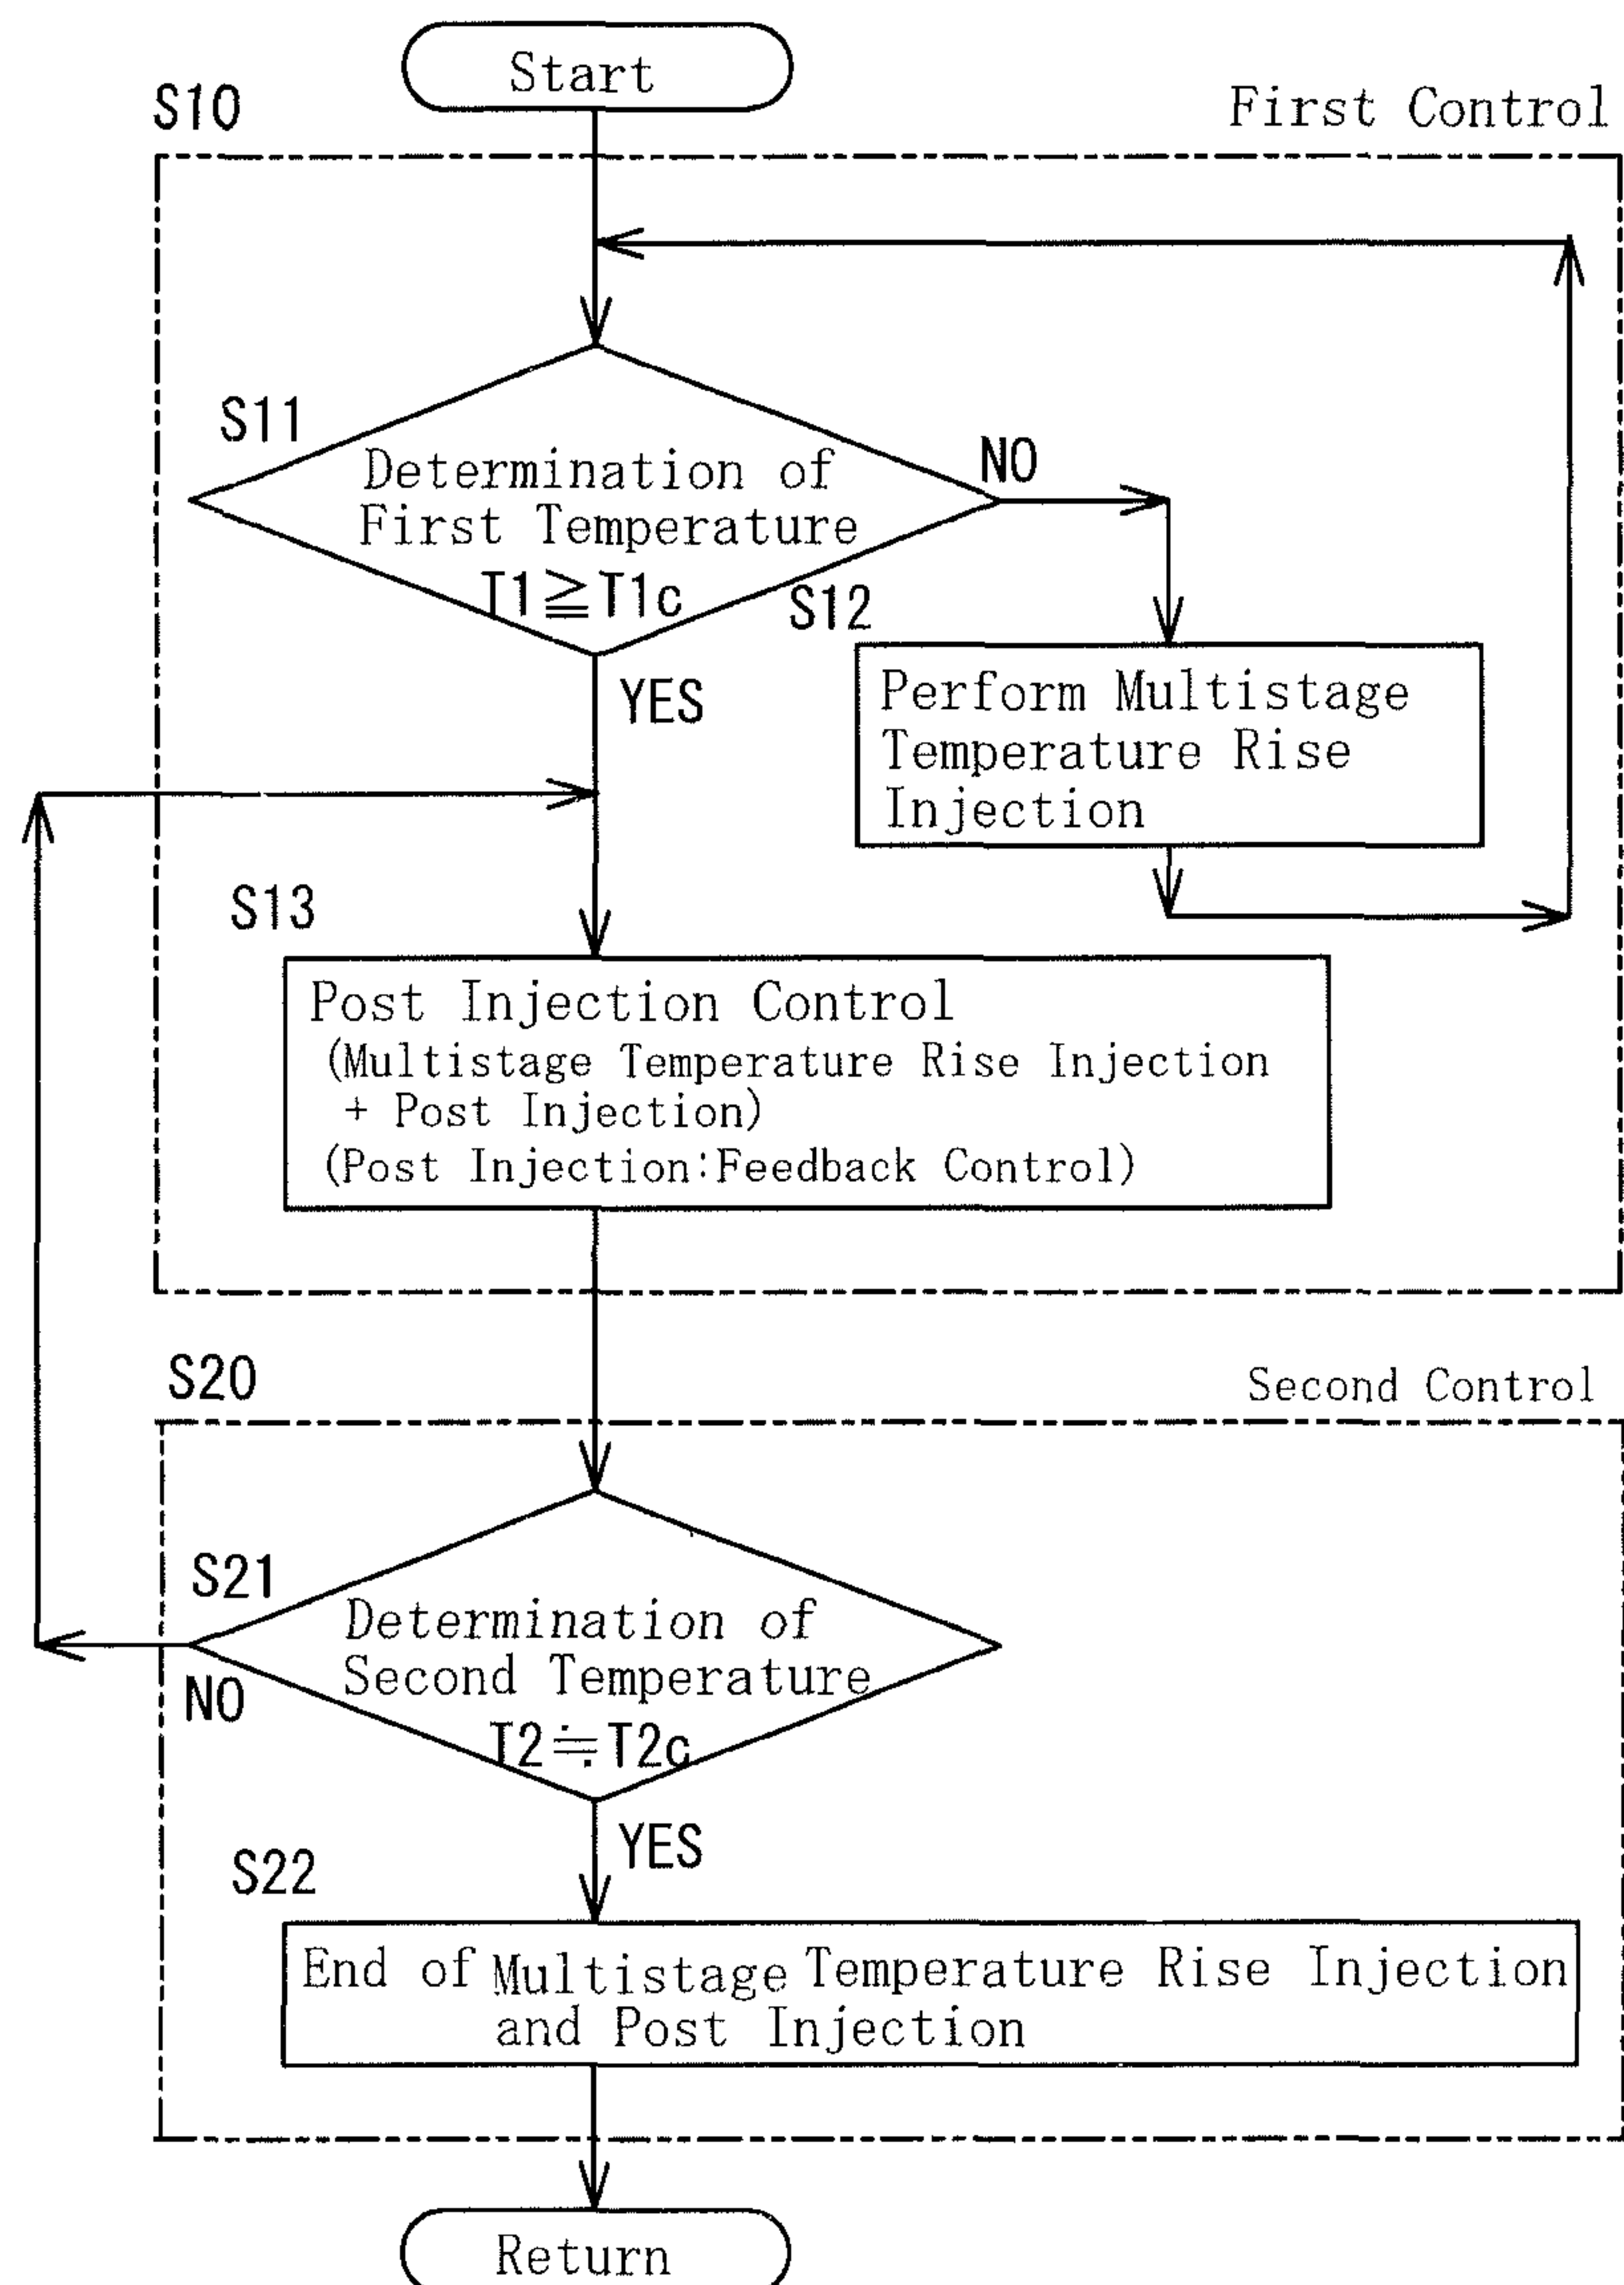 Start
S10
First Control
S11
Determination of
First Temperature
T1≧T1c
NO
S12
Perform Multistage
Temperature Rise
Injection
YES
S13
Post Injection Control
(Multistage Temperature Rise Injection
+ Post Injection)
(Post Injection:Feedback Control)
S20
Second Control
S21
Determination of
Second Temperature
T2≒T2c
NO
YES
S22
End of Multistage Temperature Rise Injection
and Post Injection
Return